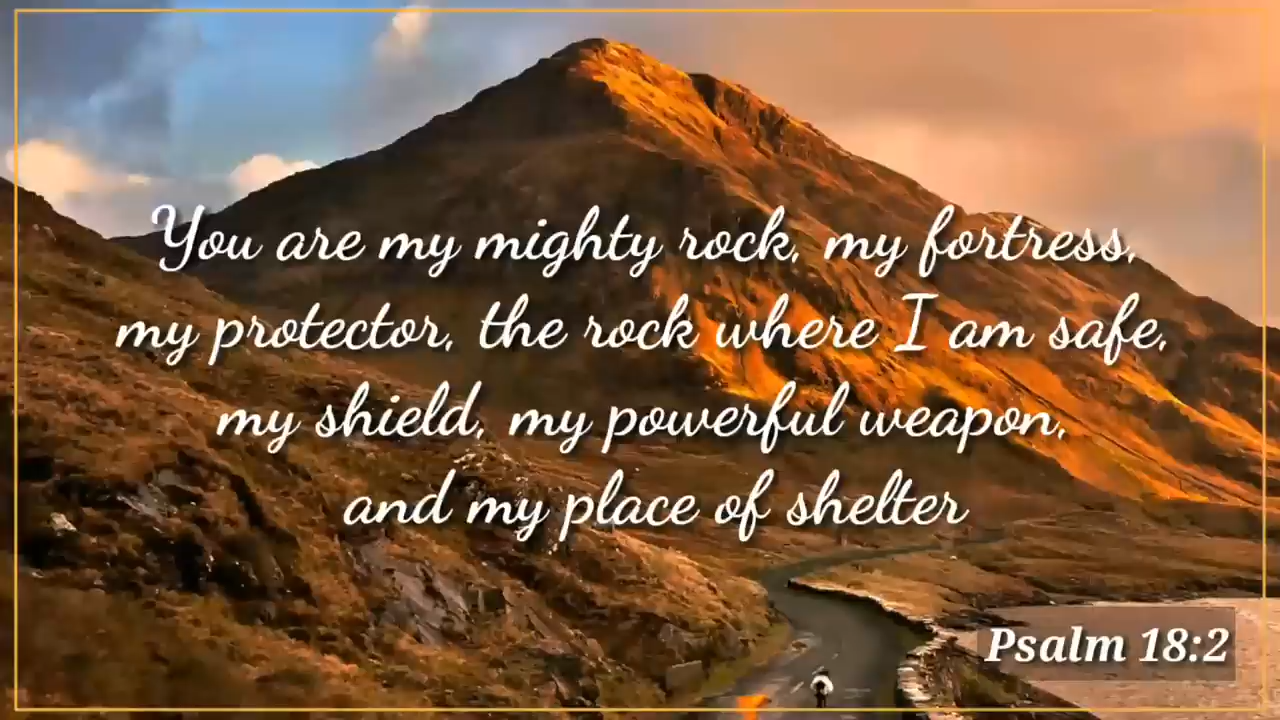 You are my mighty rock, my fortress,
my protector, the rock where I am safe,
my shield, my powerful weapon,
and my place of shelter
Psalm 18:2